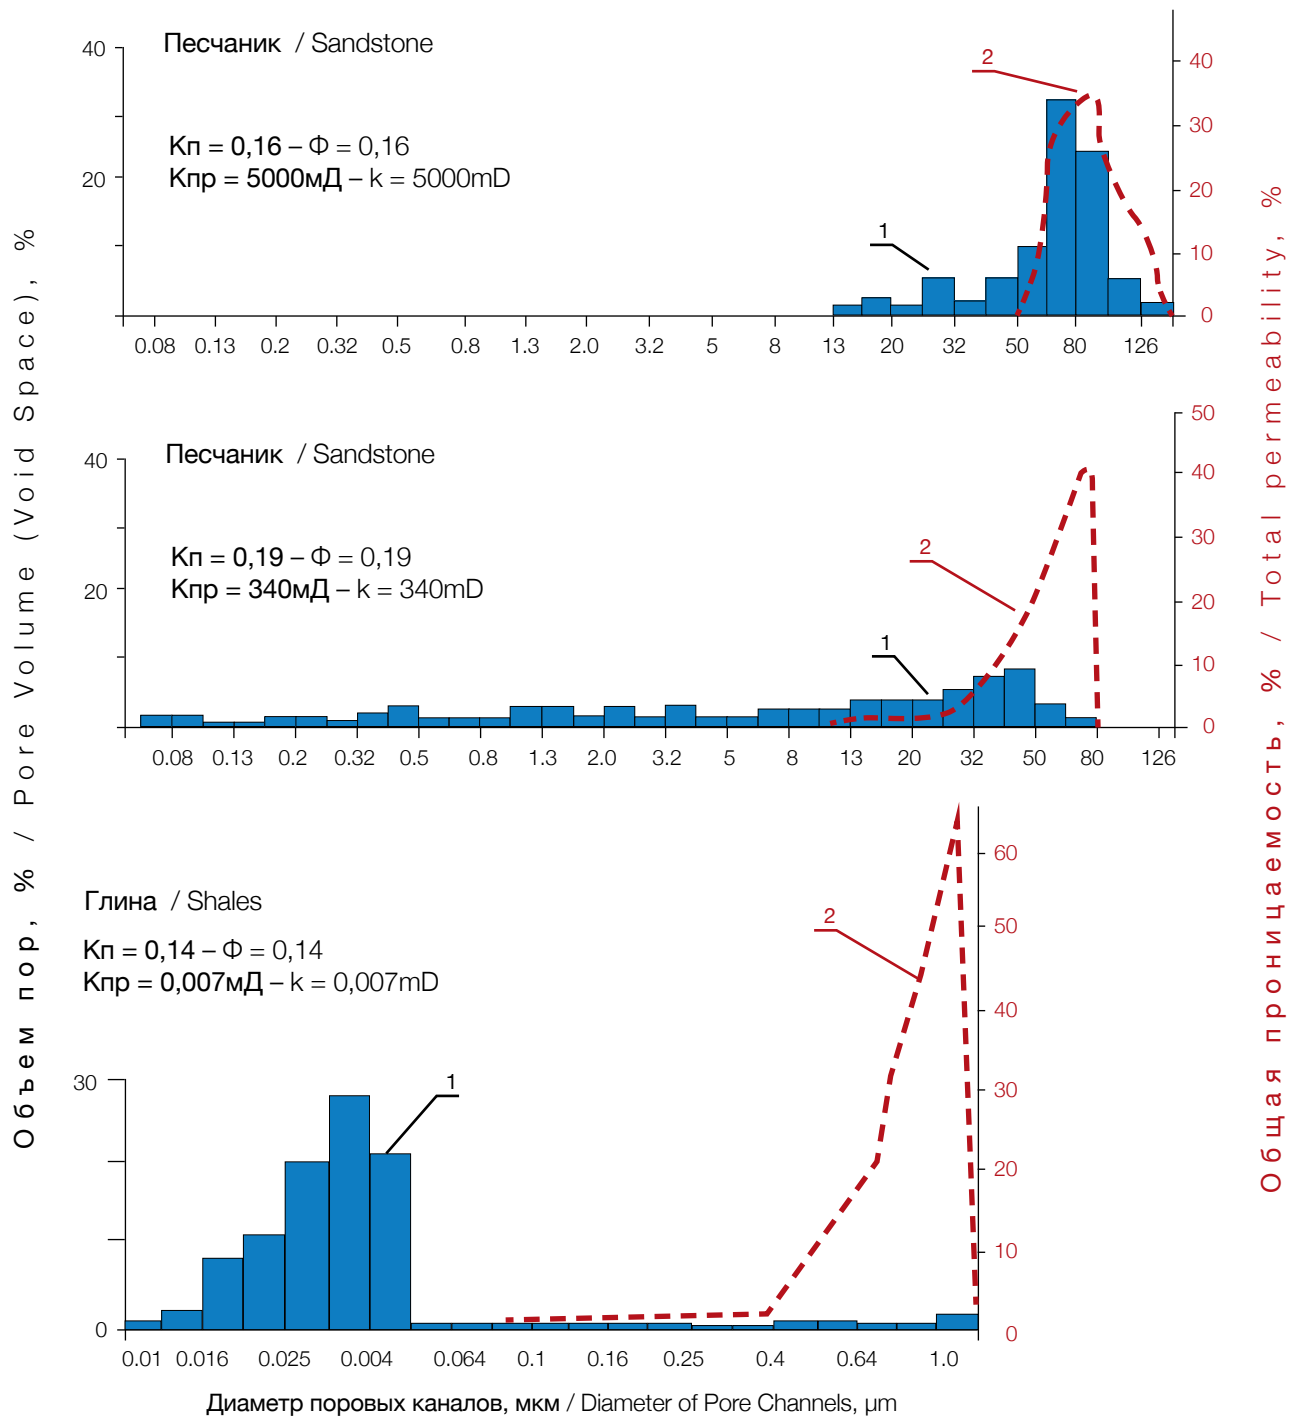 Объем пор, % / Pore Volume (Void Space), %
Общая проницаемость, % / Total permeability, %
Песчаник / Sandstone
Кп = 0,16 – Ф = 0,16
Кпр = 5000мД – k = 5000mD
40
20
1
2
40
30
20
10
0
0.08 0.13 0.2 0.32 0.5 0.8 1.3 2.0 3.2 5 8 13 20 32 50 80 126
Песчаник / Sandstone
Кп = 0,19 – Ф = 0,19
Кпр = 340мД – k = 340mD
40
20
1
2
50
40
30
20
10
0
0.08 0.13 0.2 0.32 0.5 0.8 1.3 2.0 3.2 5 8 13 20 32 50 80 126
Глина / Shales
Кп = 0,14 – Ф = 0,14
Кпр = 0,007мД – k = 0,007mD
30
0
1
2
60
50
40
30
20
10
0
0.01 0.016 0.025 0.004 0.064 0.1 0.16 0.25 0.4 0.64 1.0
Диаметр поровых каналов, мкм / Diameter of Pore Channels, μm